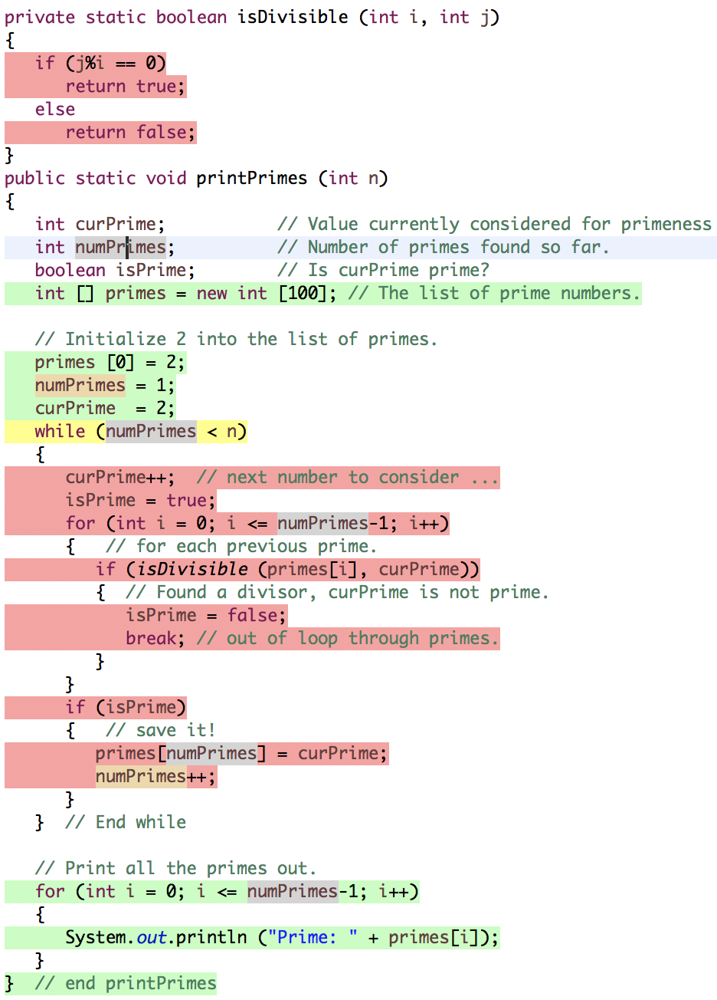 private static boolean isDivisible (int i, int j)
{
   if (j%i == 0)
      return true;
   else
      return false;
}
public static void printPrimes (int n)
{
   int curPrime;           // Value currently considered for primeness
   int numPrimes;          // Number of primes found so far.
   boolean isPrime;        // Is curPrime prime?
   int [] primes = new int [100]; // The list of prime numbers.

   // Initialize 2 into the list of primes.
   primes [0] = 2;
   numPrimes = 1;
   curPrime  = 2;
   while (numPrimes < n)
   {
      curPrime++;  // next number to consider ...
      isPrime = true;
      for (int i = 0; i <= numPrimes-1; i++)
      {   // for each previous prime.
         if (isDivisible (primes[i], curPrime))
         {  // Found a divisor, curPrime is not prime.
            isPrime = false;
            break; // out of loop through primes.
         }
      }
      if (isPrime)
      {   // save it!
         primes[numPrimes] = curPrime;
         numPrimes++;
      }
   }  // End while

   // Print all the primes out.
   for (int i = 0; i <= numPrimes-1; i++)
   {
      System.out.println ("Prime: " + primes[i]);
   }
}  // end printPrimes